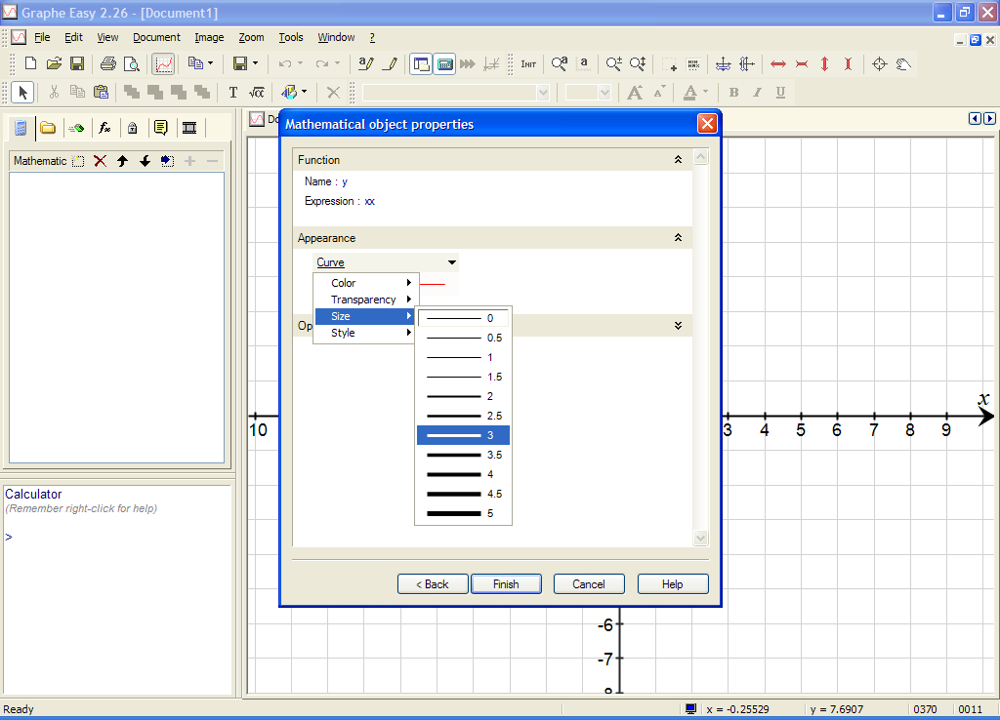 Graphe Easy 2.26 - [Document1]
File Edit View Document Image Zoom Tools Window ?
INIT a a
T B I U
A A A
Mathematic
Calculator
(Remember right-click for help)
>
Mathematical object properties
Function
Name : y
Expression : xx
Appearance
Curve
Color
Transparency
Size
Style
0
0.5
1
1.5
2
2.5
3
3.5
4
4.5
5
Op
x
10 3 4 5 6 7 8 9
-6
-7
< Back Finish Cancel Help
Ready x = -0.25529 y = 7.6907 0370 0011